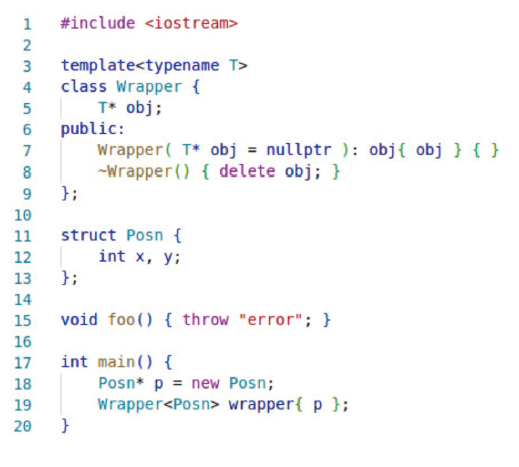 1 #include <iostream>
2
3 template<typename T>
4 class Wrapper {
5     T* obj;
6 public:
7     Wrapper( T* obj = nullptr ): obj{ obj } { }
8     ~Wrapper() { delete obj; }
9 };
10
11 struct Posn {
12     int x, y;
13 };
14
15 void foo() { throw "error"; }
16
17 int main() {
18     Posn* p = new Posn;
19     Wrapper<Posn> wrapper{ p };
20 }